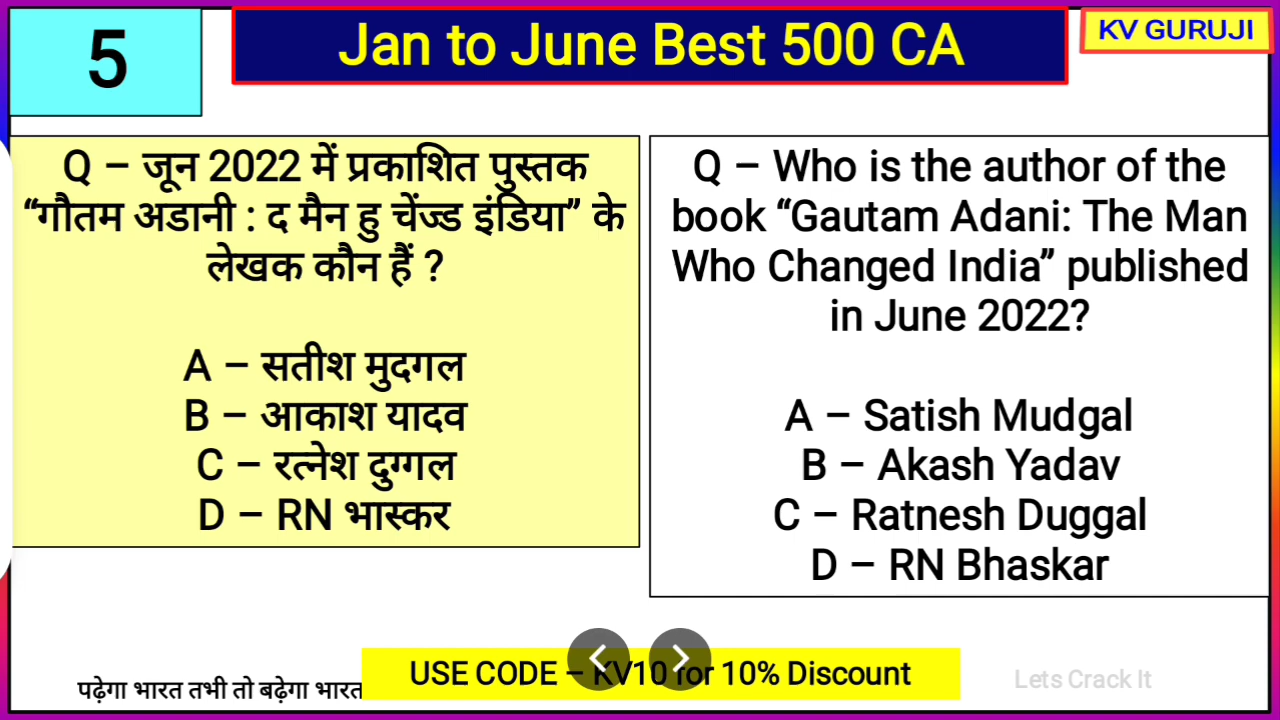 5
Jan to June Best 500 CA
KV GURUJI
Q – जून 2022 में प्रकाशित पुस्तक
“गौतम अडानी : द मैन हु चेंज्ड इंडिया” के
लेखक कौन हैं ?
A – सतीश मुदगल
B – आकाश यादव
C – रत्नेश दुग्गल
D – RN भास्कर
Q – Who is the author of the
book “Gautam Adani: The Man
Who Changed India” published
in June 2022?
A – Satish Mudgal
B – Akash Yadav
C – Ratnesh Duggal
D – RN Bhaskar
पढ़ेगा भारत तभी तो बढ़ेगा भारत
USE CODE – KV10 for 10% Discount
Lets Crack It